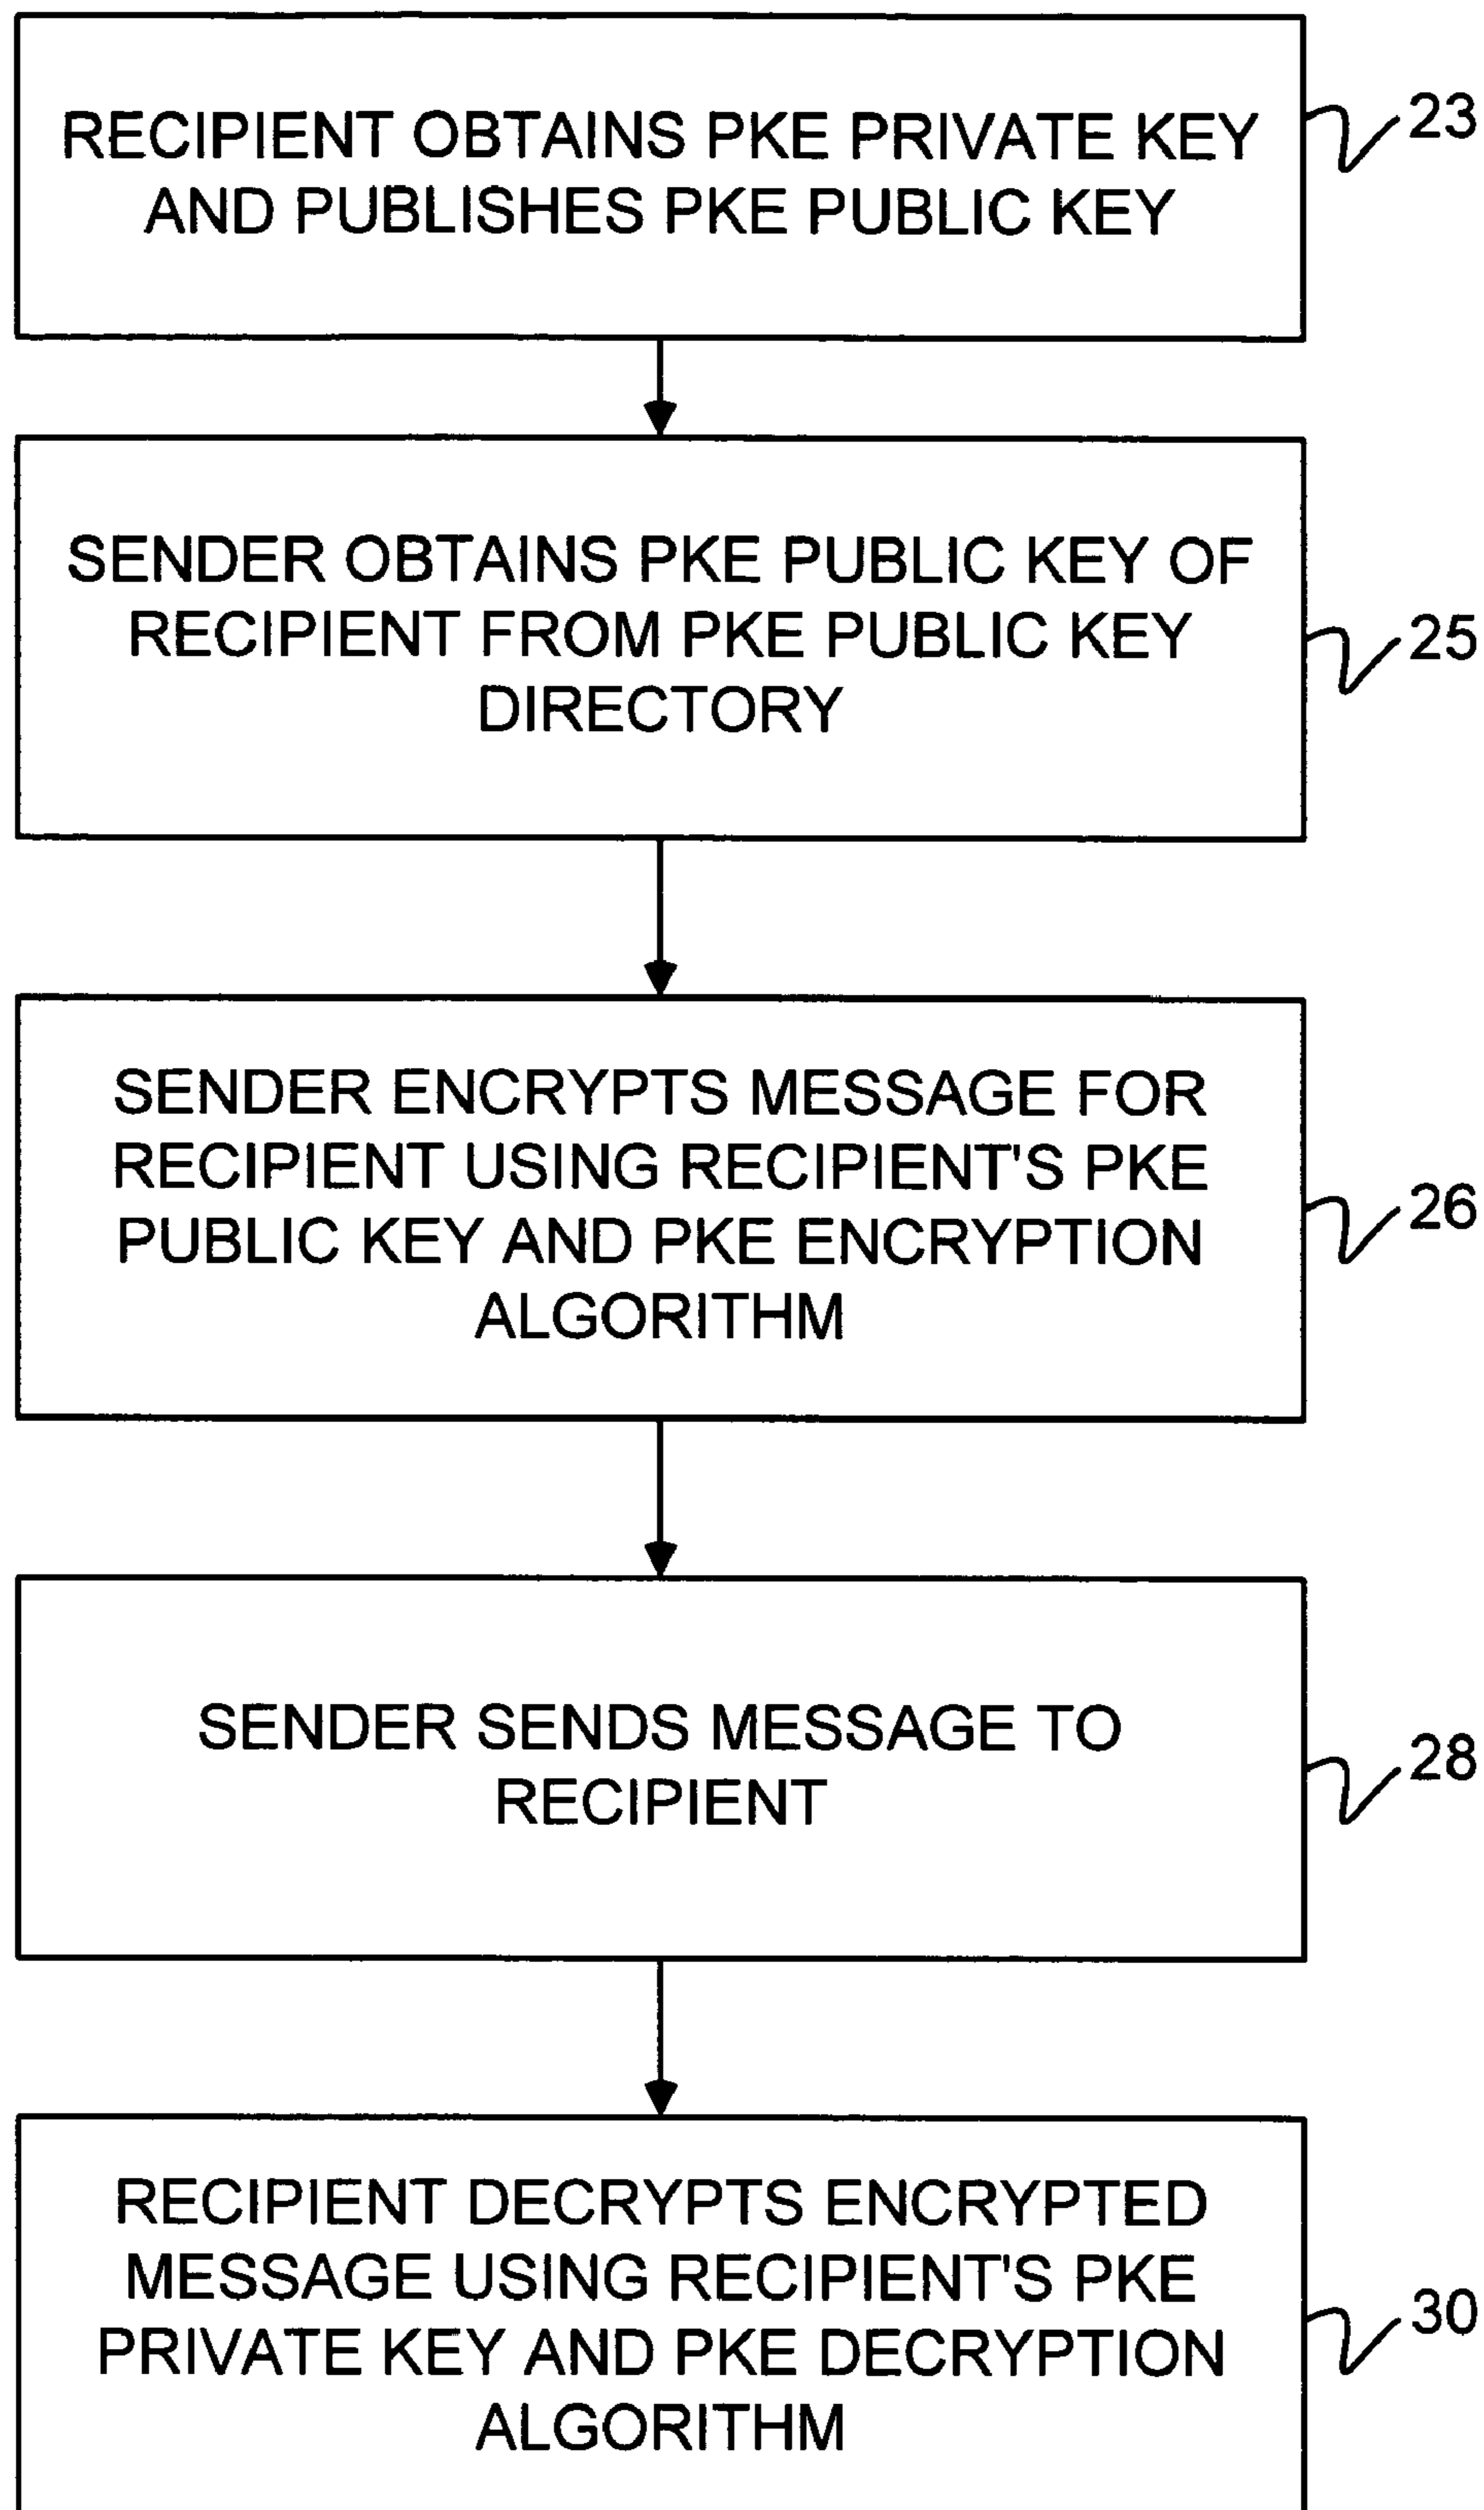 RECIPIENT OBTAINS PKE PRIVATE KEY
AND PUBLISHES PKE PUBLIC KEY
23
SENDER OBTAINS PKE PUBLIC KEY OF
RECIPIENT FROM PKE PUBLIC KEY
DIRECTORY
25
SENDER ENCRYPTS MESSAGE FOR
RECIPIENT USING RECIPIENT'S PKE
PUBLIC KEY AND PKE ENCRYPTION
ALGORITHM
26
SENDER SENDS MESSAGE TO
RECIPIENT
28
RECIPIENT DECRYPTS ENCRYPTED
MESSAGE USING RECIPIENT'S PKE
PRIVATE KEY AND PKE DECRYPTION
ALGORITHM
30